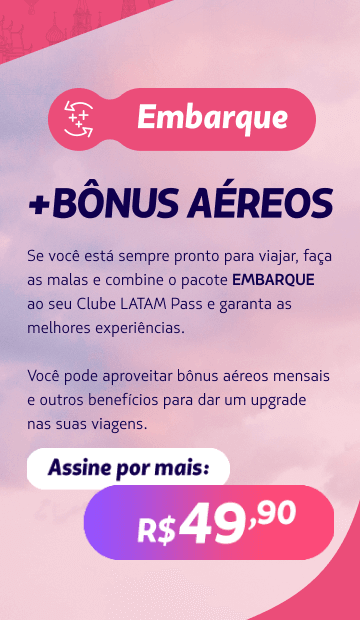 Embarque
+BÔNUS AÉREOS
Se você está sempre pronto para viajar, faça
as malas e combine o pacote EMBARQUE
ao seu Clube LATAM Pass e garanta as
melhores experiências.
Você pode aproveitar bônus aéreos mensais
e outros benefícios para dar um upgrade
nas suas viagens.
Assine por mais:
R$49,90